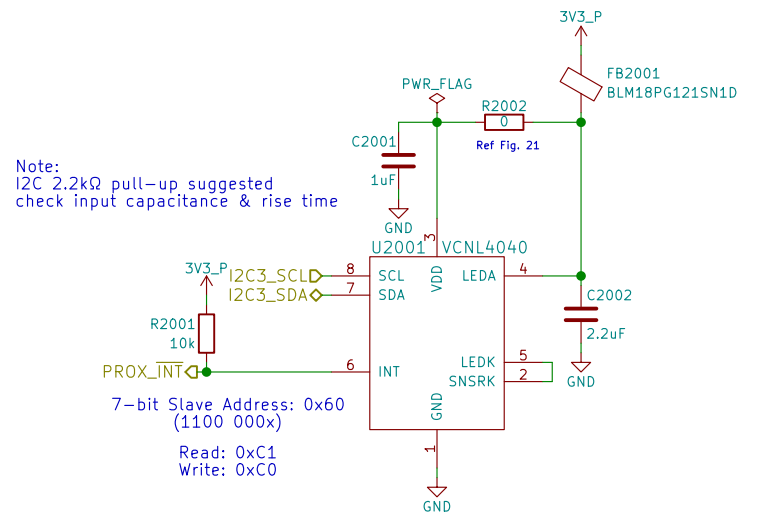 3V3_P
FB2001
BLM18PG121SN1D
PWR_FLAG
R2002
0
Ref Fig. 21
C2001
1uF
GND
Note:
I2C 2.2kΩ pull-up suggested
check input capacitance & rise time
U2001 VCNL4040
3
VDD
3V3_P
I2C3_SCL 8 SCL
I2C3_SDA 7 SDA
LEDA 4
C2002
2.2uF
GND
R2001
10k
PROX_INT 6 INT
LEDK 5
SNSRK 2
GND
1
GND
7-bit Slave Address: 0x60
(1100 000x)
Read: 0xC1
Write: 0xC0